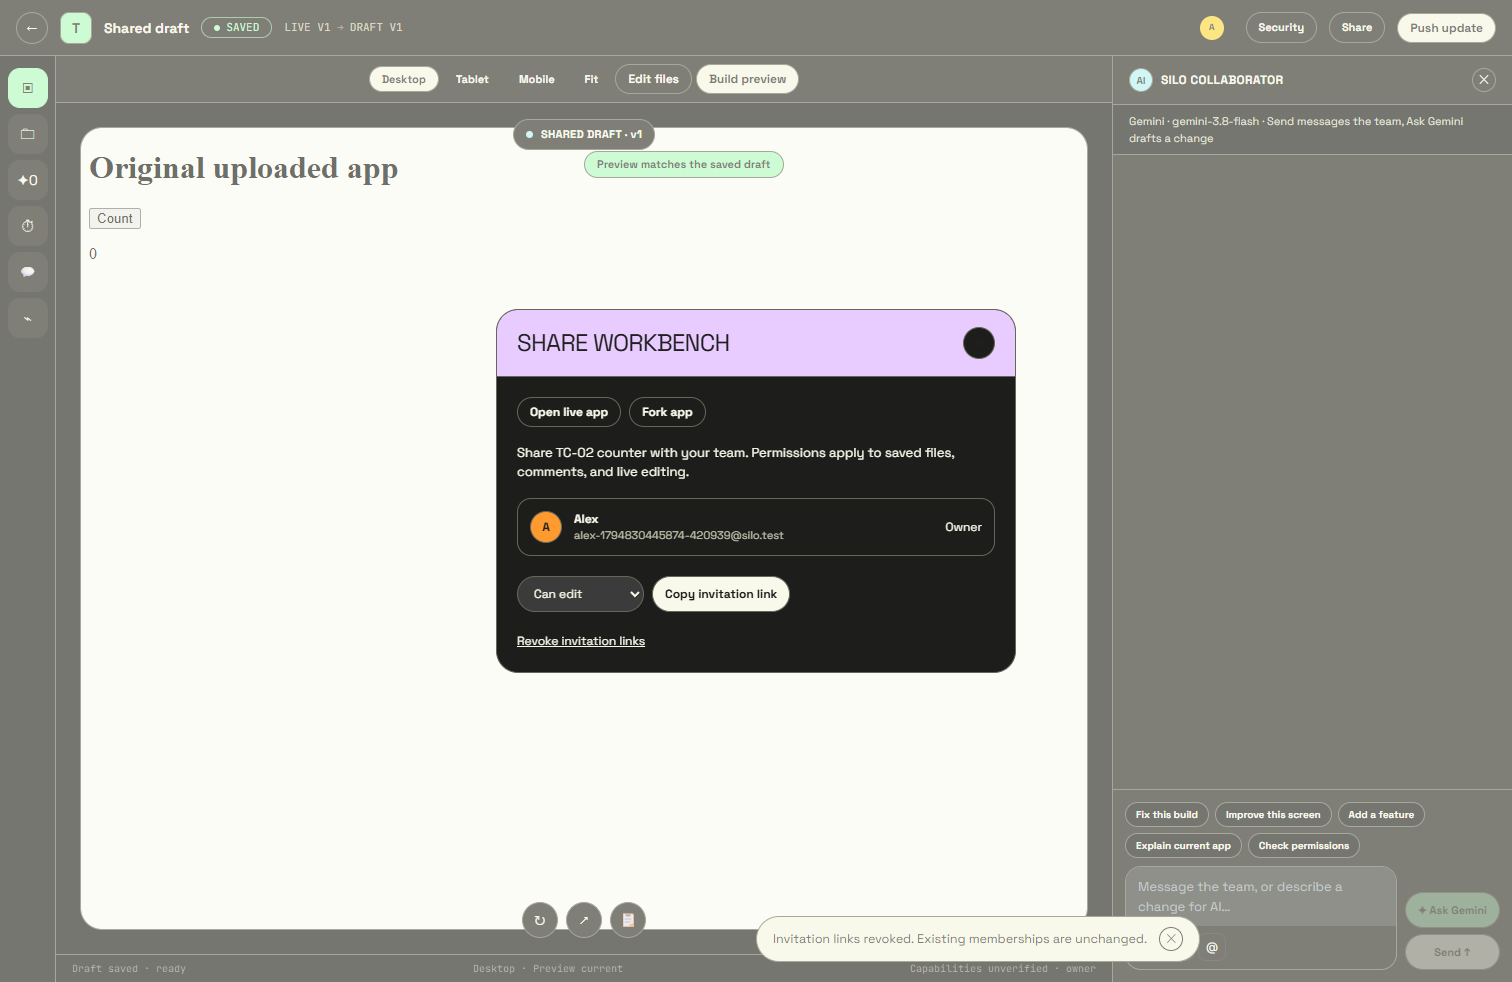 ←
T
Shared draft
SAVED
LIVE V1 → DRAFT V1
A
Security
Share
Push update
Desktop
Tablet
Mobile
Fit
Edit files
Build preview
AI
SILO COLLABORATOR
Gemini · gemini-3.8-flash · Send messages the team, Ask Gemini
drafts a change
✦0
SHARED DRAFT · v1
Preview matches the saved draft
Original uploaded app
Count
0
SHARE WORKBENCH
Open live app
Fork app
Share TC-02 counter with your team. Permissions apply to saved files,
comments, and live editing.
A
Alex
alex-1794830445874-420939@silo.test
Owner
Can edit
Copy invitation link
Revoke invitation links
Fix this build
Improve this screen
Add a feature
Explain current app
Check permissions
Message the team, or describe a
change for AI...
✦ Ask Gemini
@
Send ↑
Invitation links revoked. Existing memberships are unchanged.
Draft saved · ready
Desktop · Preview current
Capabilities unverified · owner